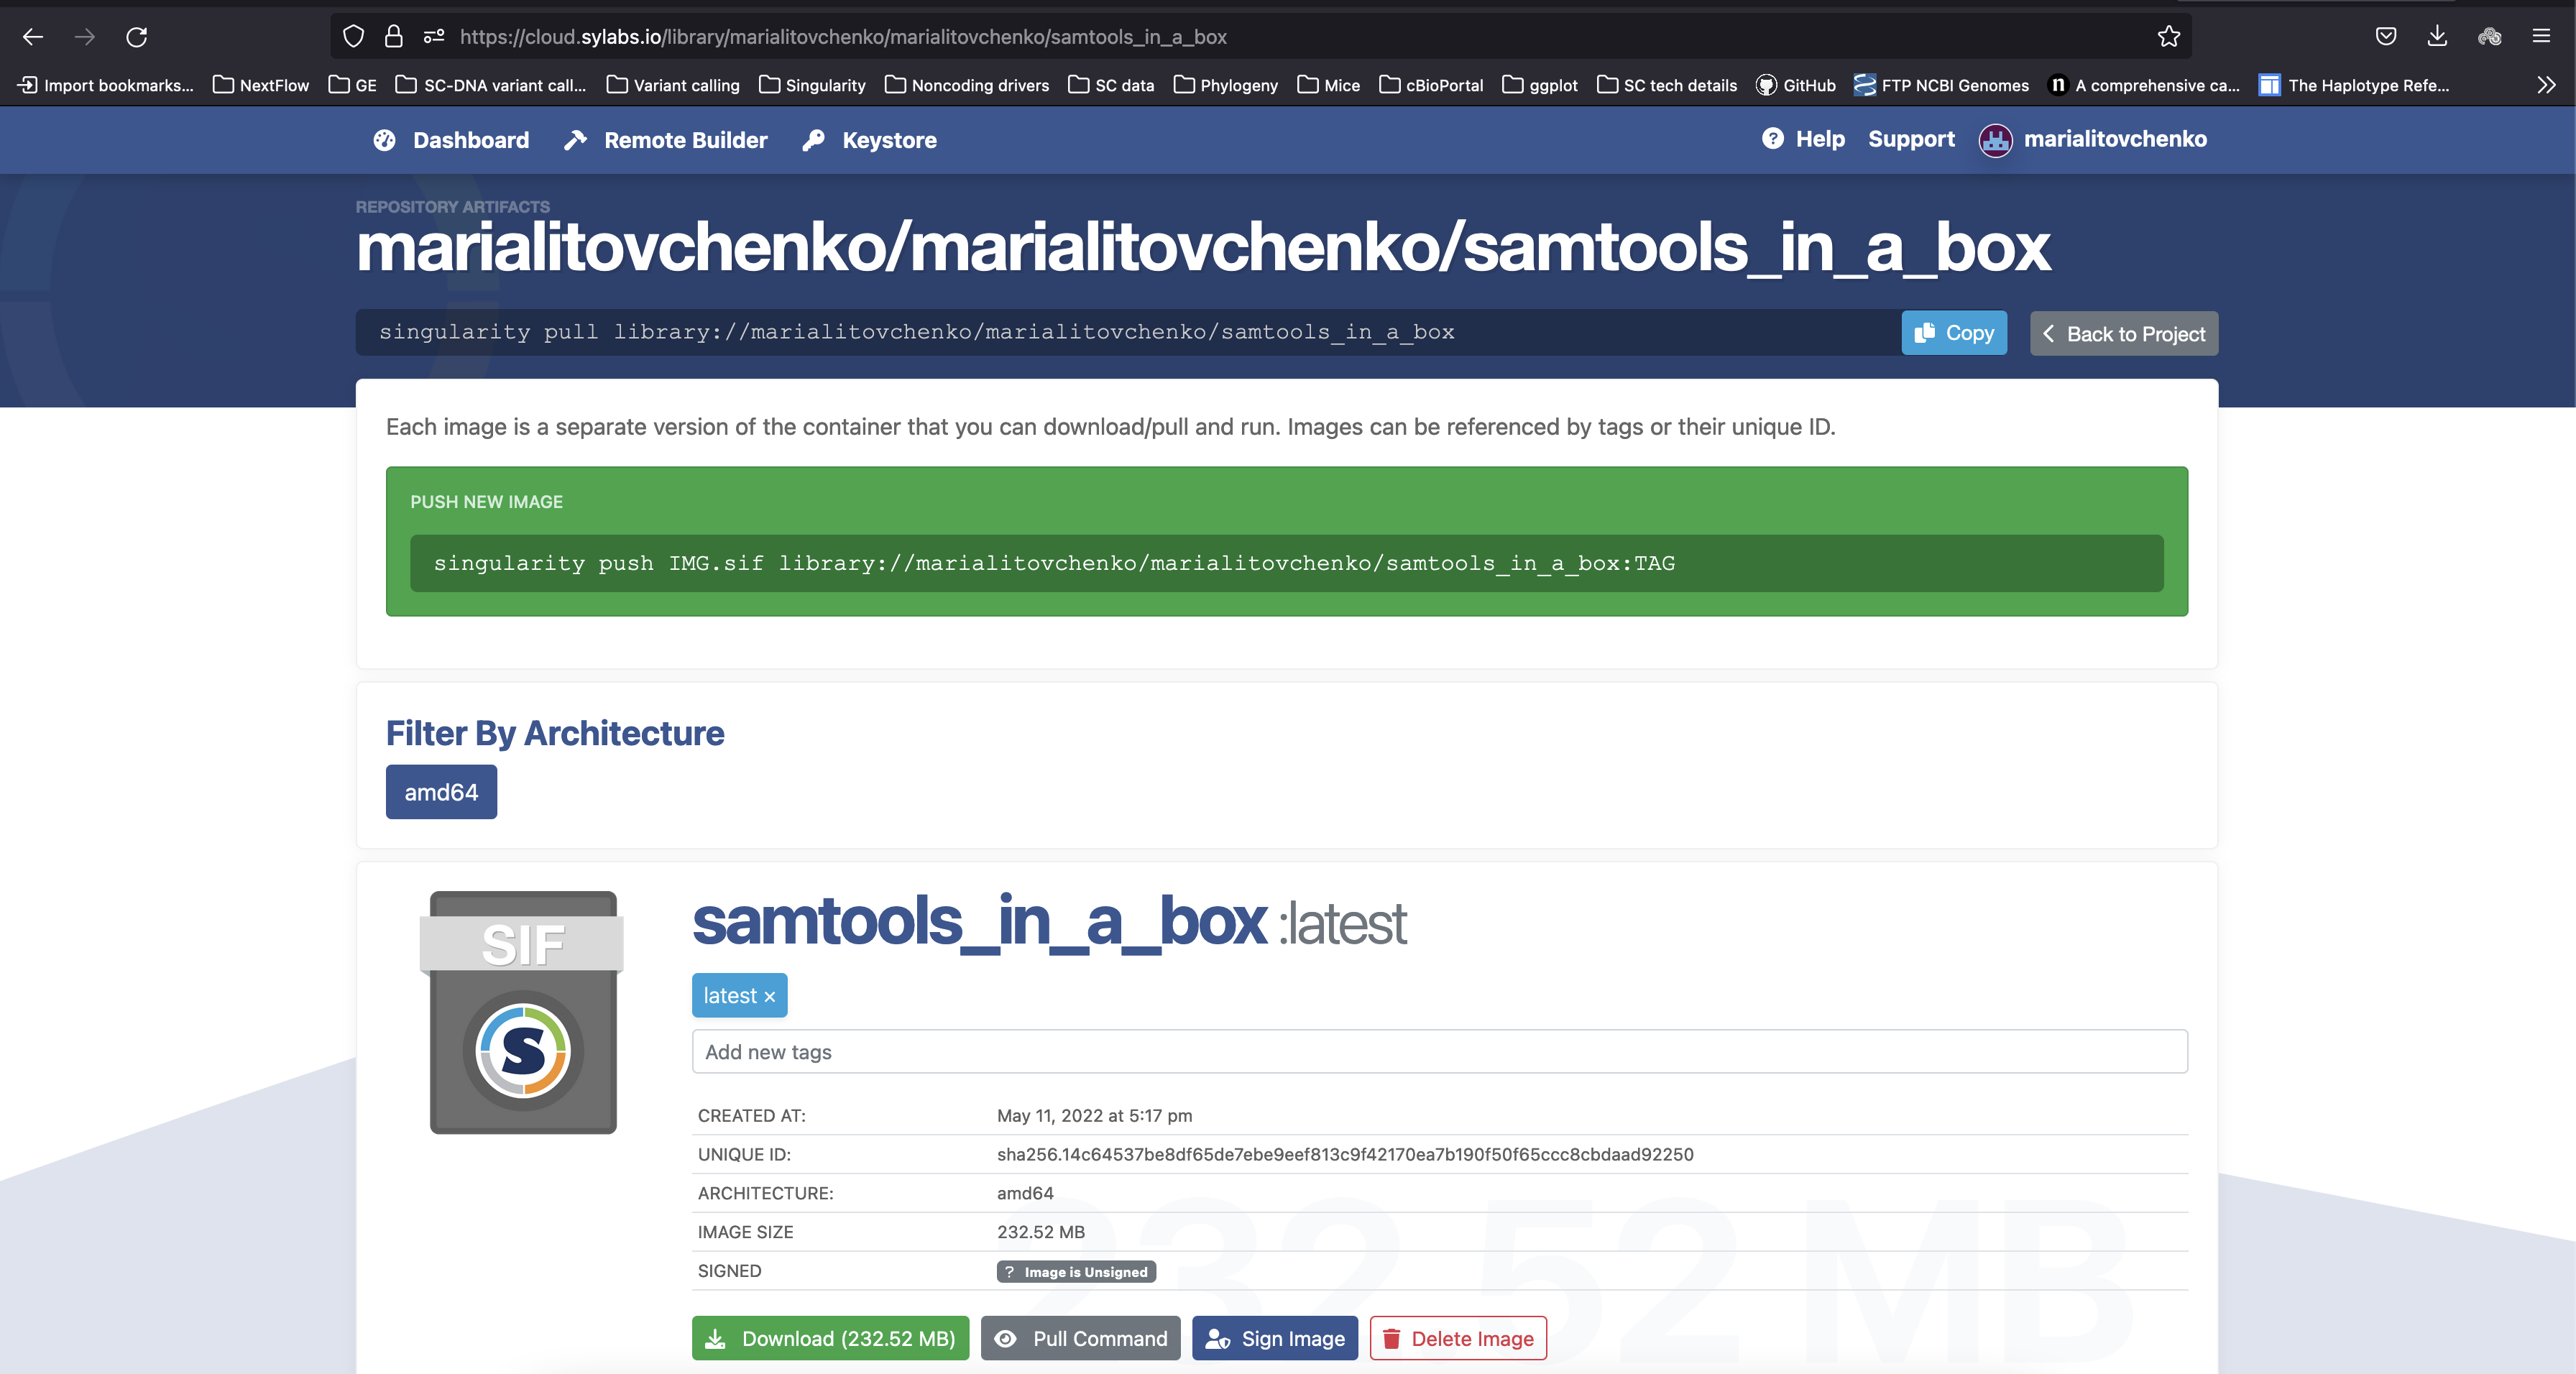 https://cloud.sylabs.io/library/marialitovchenko/marialitovchenko/samtools_in_a_box
Import bookmarks... NextFlow GE SC-DNA variant call... Variant calling Singularity Noncoding drivers SC data Phylogeny Mice cBioPortal ggplot SC tech details GitHub FTP NCBI Genomes n A comprehensive ca... The Haplotype Refe...
Dashboard Remote Builder Keystore ? Help Support marialitovchenko
REPOSITORY ARTIFACTS
marialitovchenko/marialitovchenko/samtools_in_a_box
singularity pull library://marialitovchenko/marialitovchenko/samtools_in_a_box Copy Back to Project
Each image is a separate version of the container that you can download/pull and run. Images can be referenced by tags or their unique ID.
PUSH NEW IMAGE
singularity push IMG.sif library://marialitovchenko/marialitovchenko/samtools_in_a_box:TAG
Filter By Architecture
amd64
SIF
S
samtools_in_a_box :latest
latest ×
Add new tags
CREATED AT: May 11, 2022 at 5:17 pm
UNIQUE ID: sha256.14c64537be8df65de7ebe9eef813c9f42170ea7b190f50f65ccc8cbdaad92250
ARCHITECTURE: amd64
IMAGE SIZE 232.52 MB
SIGNED ? Image is Unsigned
232.52 MB
Download (232.52 MB) Pull Command Sign Image Delete Image